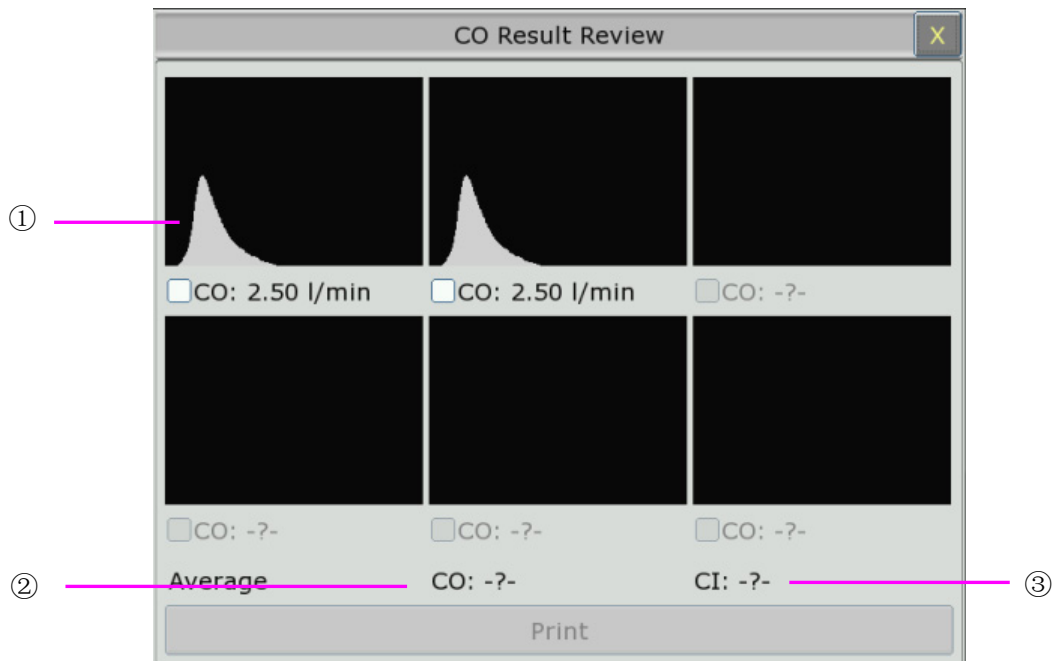 CO Result Review X
①
CO: 2.50 l/min CO: 2.50 l/min CO: -?-
CO: -?- CO: -?- CO: -?-
② Average CO: -?- CI: -?- ③
Print